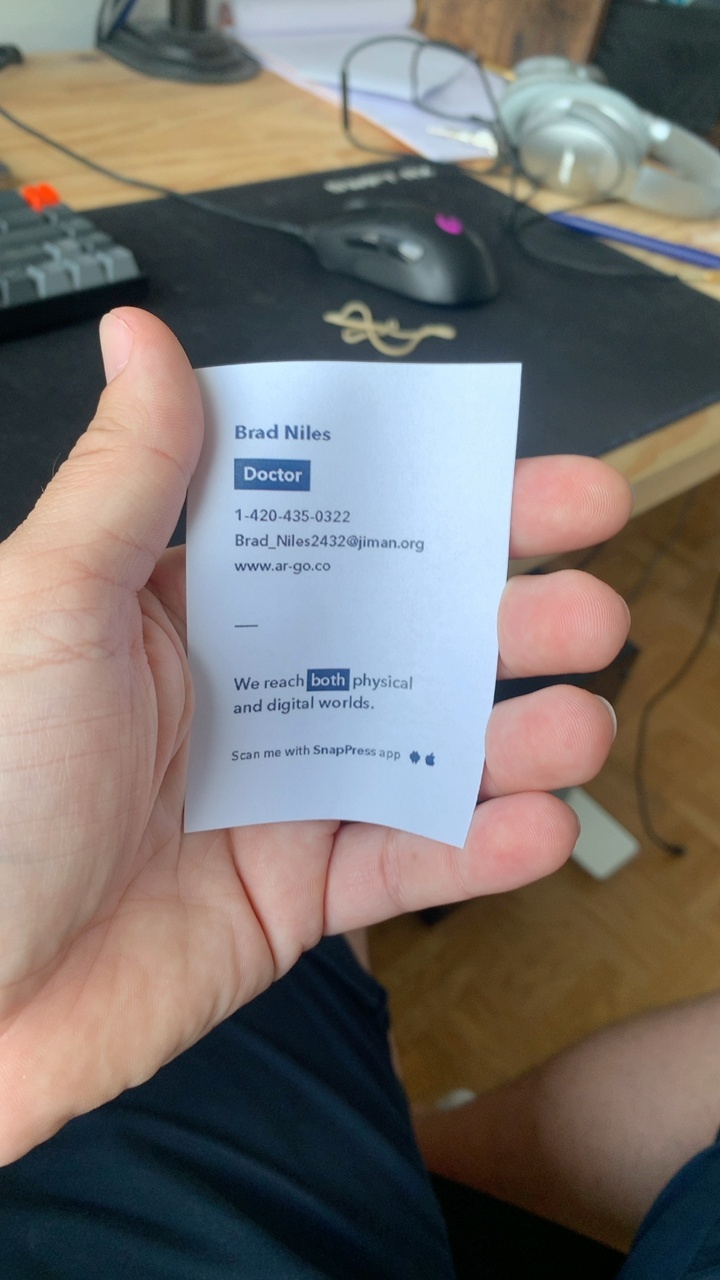 Brad Niles
Doctor
1-420-435-0322
Brad_Niles2432@jiman.org
www.ar-go.co
We reach both physical
and digital worlds.
Scan me with SnapPress app